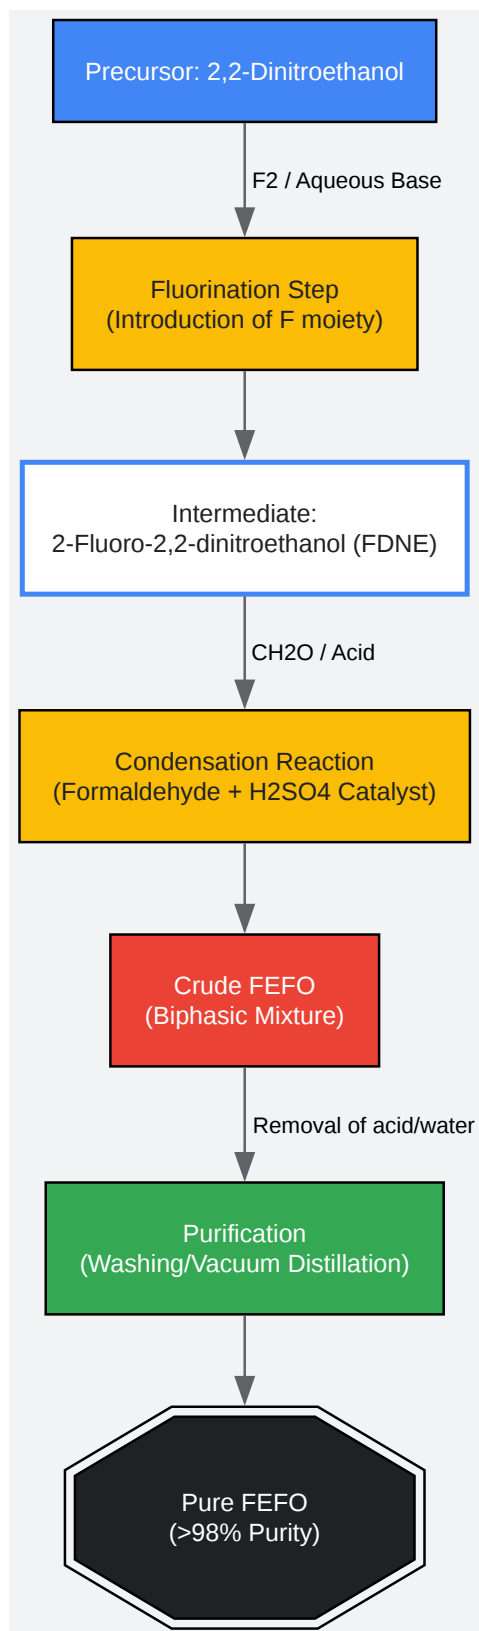 Precursor: 2,2-Dinitroethanol
F2 / Aqueous Base
Fluorination Step
(Introduction of F moiety)
Intermediate:
2-Fluoro-2,2-dinitroethanol (FDNE)
CH2O / Acid
Condensation Reaction
(Formaldehyde + H2SO4 Catalyst)
Crude FEFO
(Biphasic Mixture)
Removal of acid/water
Purification
(Washing/Vacuum Distillation)
Pure FEFO
(>98% Purity)